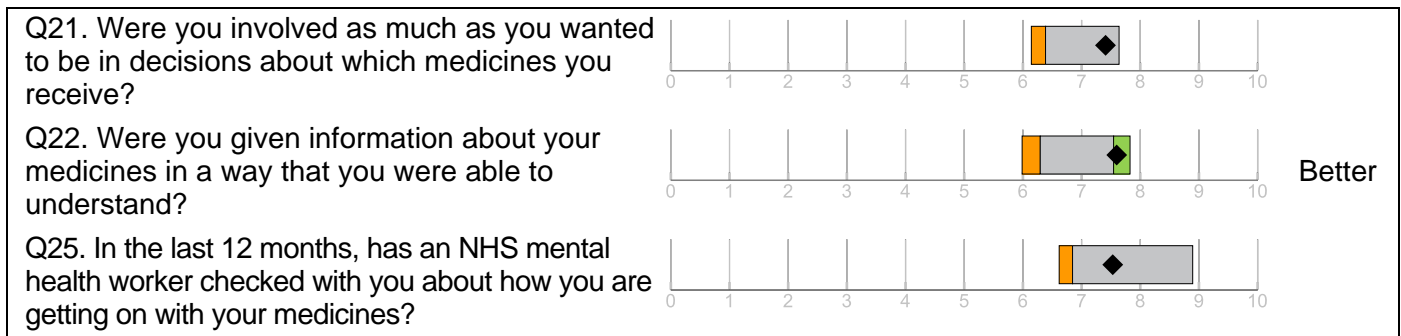 Q21. Were you involved as much as you wanted
to be in decisions about which medicines you
receive?
0 1 2 3 4 5 6 7 8 9 10
Q22. Were you given information about your
medicines in a way that you were able to
understand?
0 1 2 3 4 5 6 7 8 9 10
Better
Q25. In the last 12 months, has an NHS mental
health worker checked with you about how you are
getting on with your medicines?
0 1 2 3 4 5 6 7 8 9 10